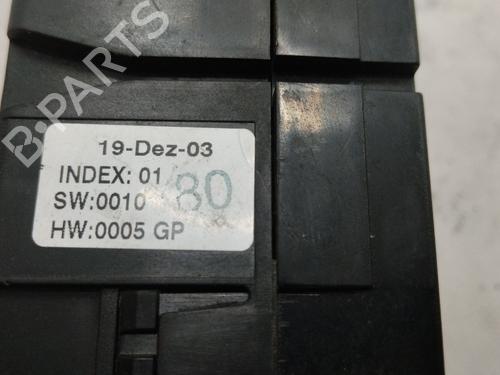 B-PARTS
19-Dez-03
INDEX: 01
SW:0010
80
HW:0005 GP